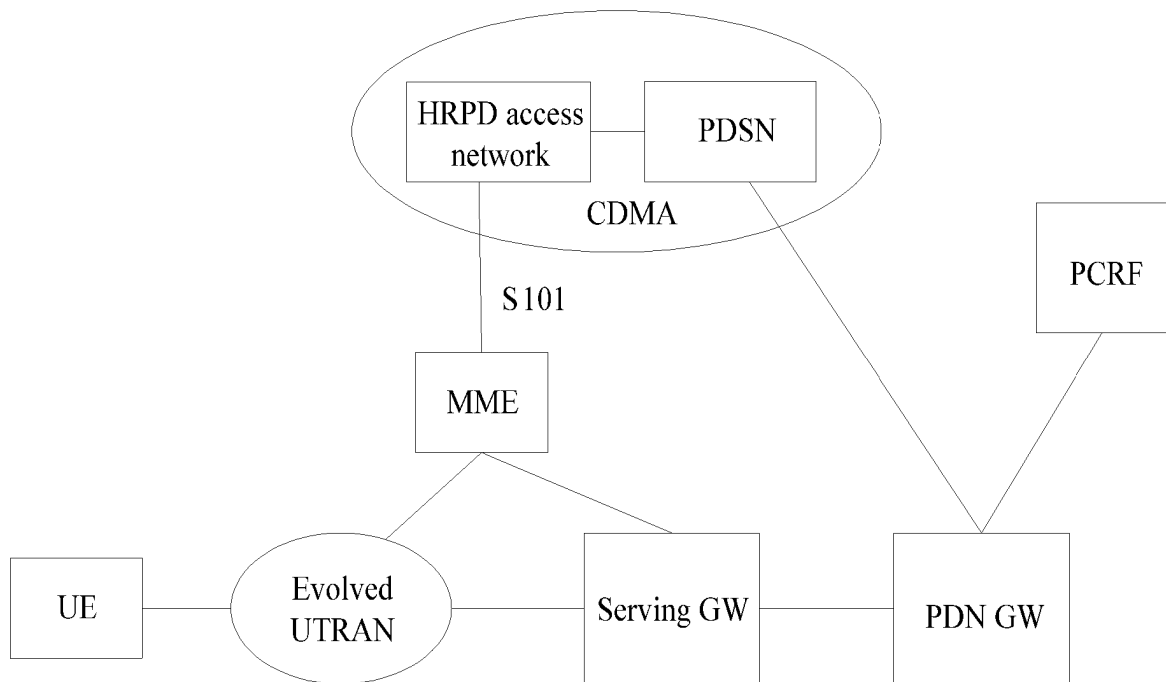 HRPD access
network
PDSN
CDMA
PCRF
S101
MME
UE
Evolved
UTRAN
Serving GW
PDN GW